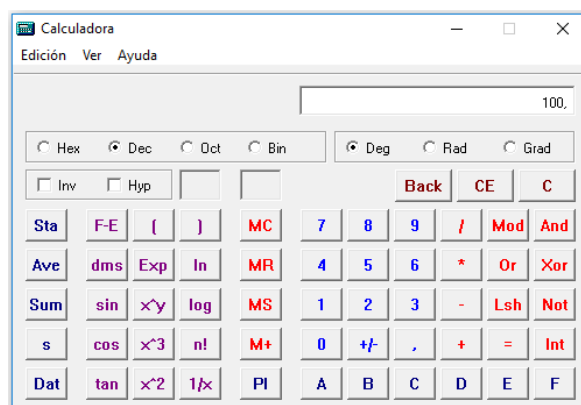 Calculadora
Edición Ver Ayuda
100,
Hex Dec Oct Bin Deg Rad Grad
Inv Hyp Back CE C
Sta F-E ( ) MC 7 8 9 / Mod And
Ave dms Exp ln MR 4 5 6 * Or Xor
Sum sin x^y log MS 1 2 3 - Lsh Not
s cos x^3 n! M+ 0 +/- , + = Int
Dat tan x^2 1/x PI A B C D E F